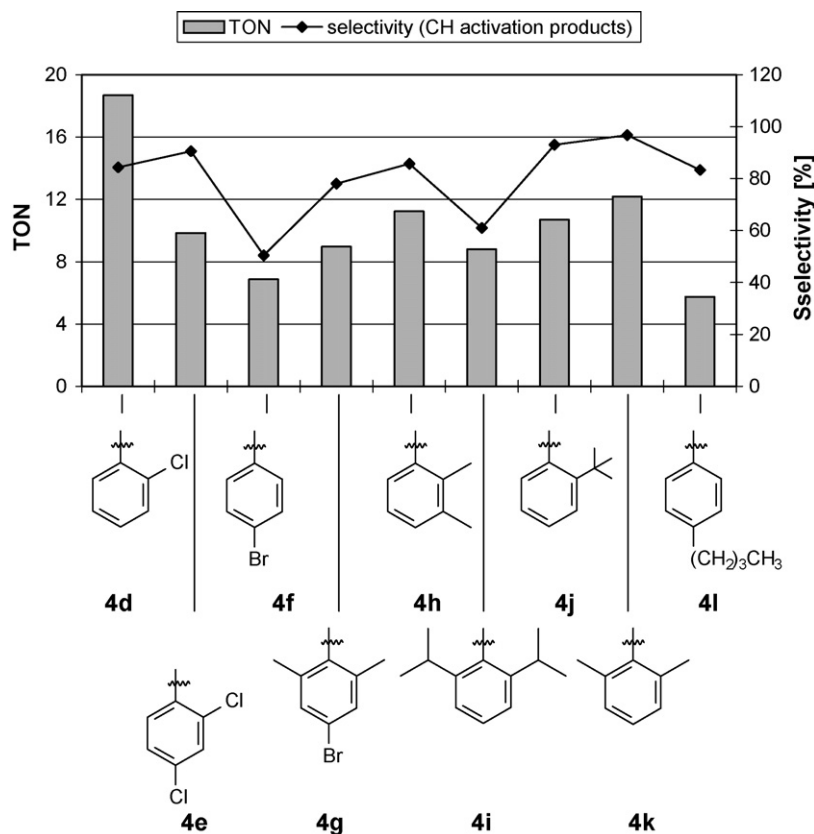 TON selectivity (CH activation products)
20 120
16 100
12 80
8 60
4 40
0 20
0
TON
Sselectivity [%]
Cl
Br
(CH2)3CH3
4d 4f 4h 4j 4l
Cl
Cl
Br
4e 4g 4i 4k